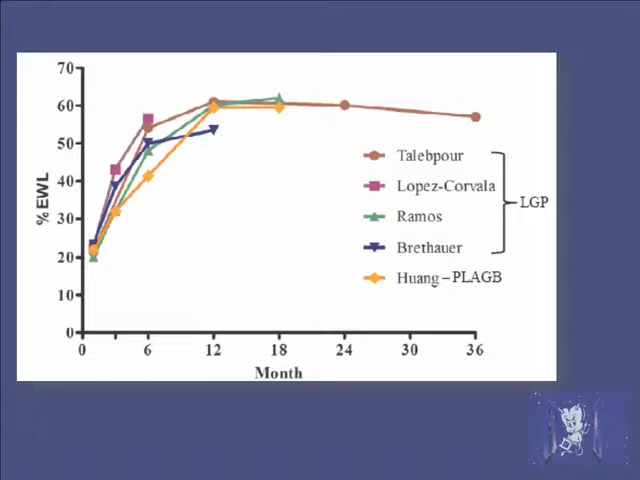 70
60
50
40
30
20
10
0
% EWL
0 6 12 18 24 30 36
Month
Talebpour
Lopez-Corvala
Ramos
Brethauer
LGP
Huang–PLAGB